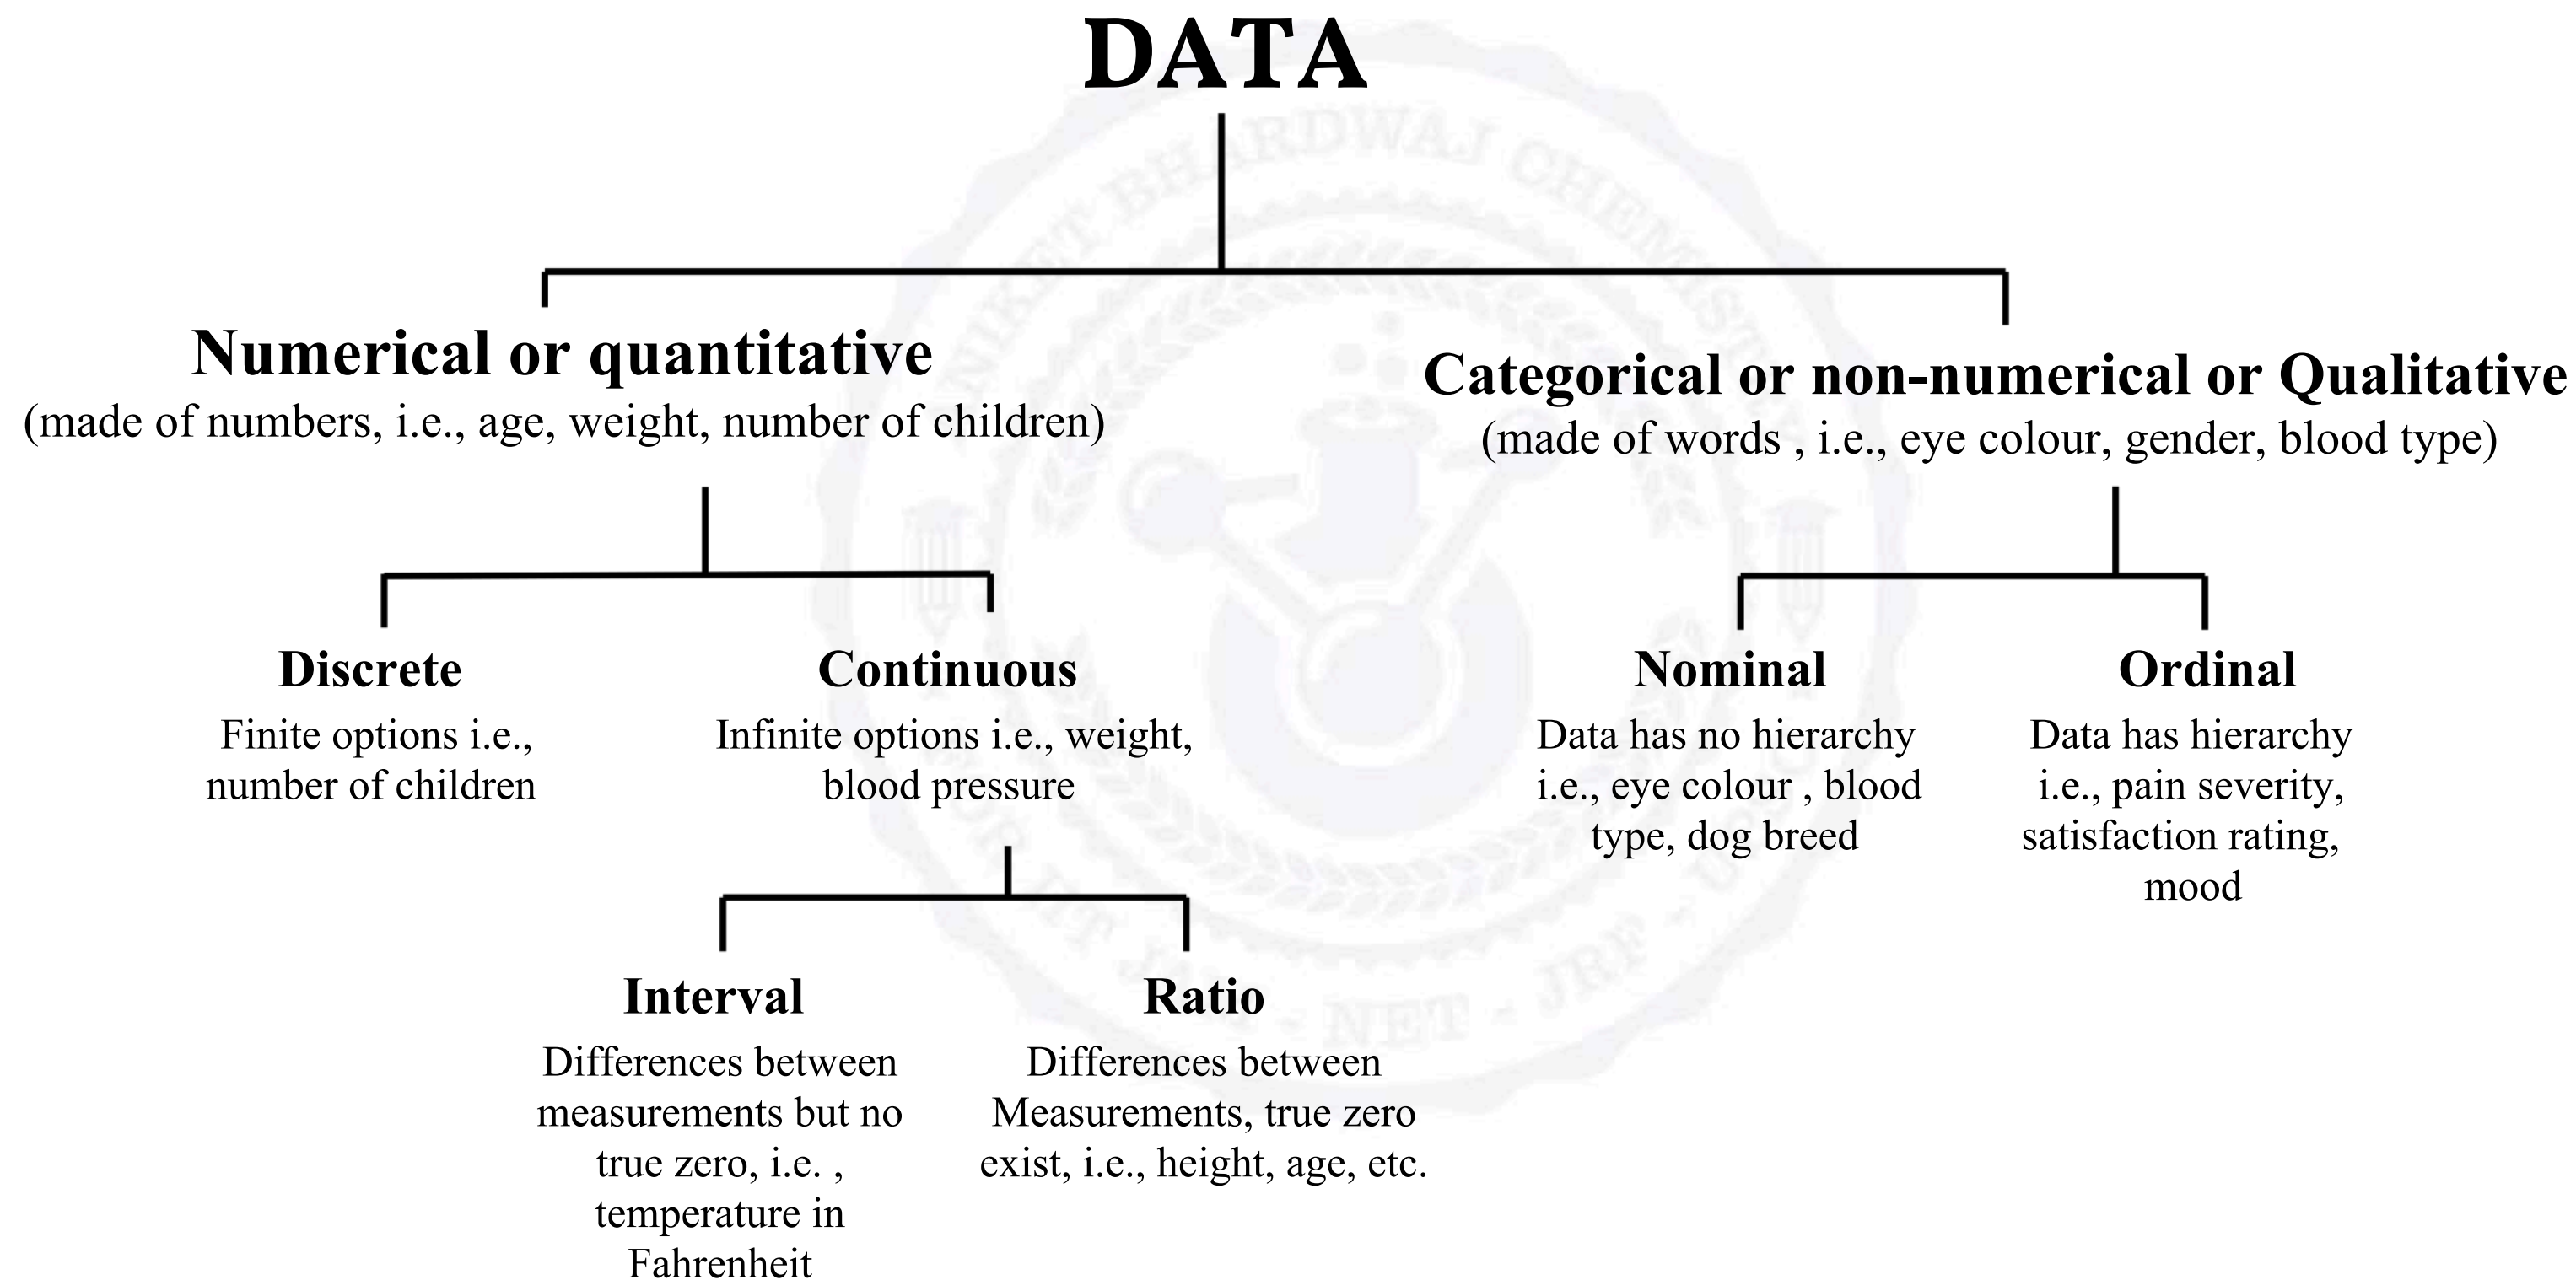 DATA
Numerical or quantitative
(made of numbers, i.e., age, weight, number of children)
Categorical or non-numerical or Qualitative
(made of words , i.e., eye colour, gender, blood type)
Discrete
Finite options i.e.,
number of children
Continuous
Infinite options i.e., weight,
blood pressure
Nominal
Data has no hierarchy
i.e., eye colour , blood
type, dog breed
Ordinal
Data has hierarchy
i.e., pain severity,
satisfaction rating,
mood
Interval
Differences between
measurements but no
true zero, i.e. ,
temperature in
Fahrenheit
Ratio
Differences between
Measurements, true zero
exist, i.e., height, age, etc.
BHARDWAJ CHEMISTRY
NET - JRF -